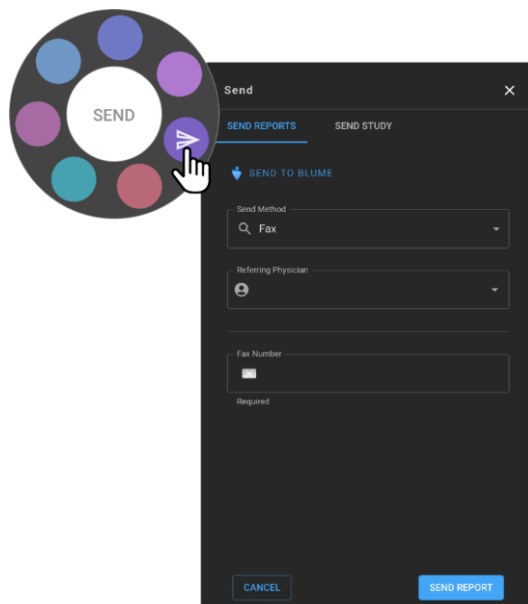 SEND
Send
SEND REPORTS SEND STUDY
SEND TO BLUME
Send Method
Fax
Referring Physician
Fax Number
Required
CANCEL SEND REPORT